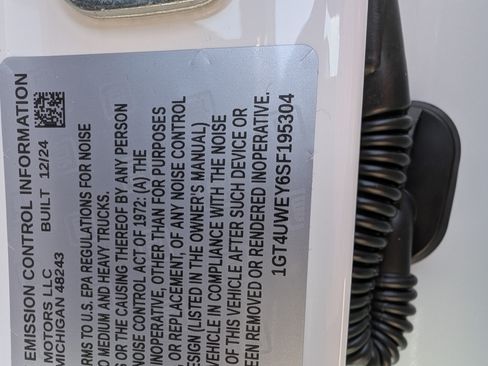 EMISSION CONTROL INFORMATION
MOTORS LLC
BUILT 12/24
MICHIGAN 48243
RMS TO U.S. EPA REGULATIONS FOR NOISE
O MEDIUM AND HEAVY TRUCKS.
S OR THE CAUSING THEREOF BY ANY PERSON
NOISE CONTROL ACT OF 1972: (A) THE
INOPERATIVE, OTHER THAN FOR PURPOSES
, OR REPLACEMENT, OF ANY NOISE CONTROL
ESIGN (LISTED IN THE OWNER'S MANUAL)
VEHICLE IN COMPLIANCE WITH THE NOISE
OF THIS VEHICLE AFTER SUCH DEVICE OR
EEN REMOVED OR RENDERED INOPERATIVE.
1GT4UWEY6SF195304